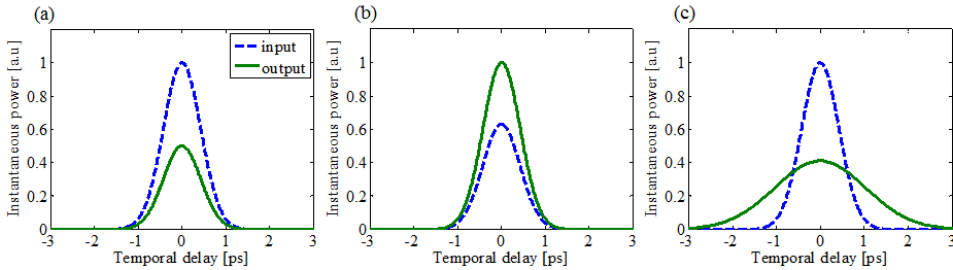 (a)
Instantaneous power [a.u]
1
0.8
0.6
0.4
0.2
0
-3 -2 -1 0 1 2 3
Temporal delay [ps]
input
output
(b)
Instantaneous power [a.u]
1
0.8
0.6
0.4
0.2
0
-3 -2 -1 0 1 2 3
Temporal delay [ps]
(c)
Instantaneous power [a.u]
1
0.8
0.6
0.4
0.2
0
-3 -2 -1 0 1 2 3
Temporal delay [ps]